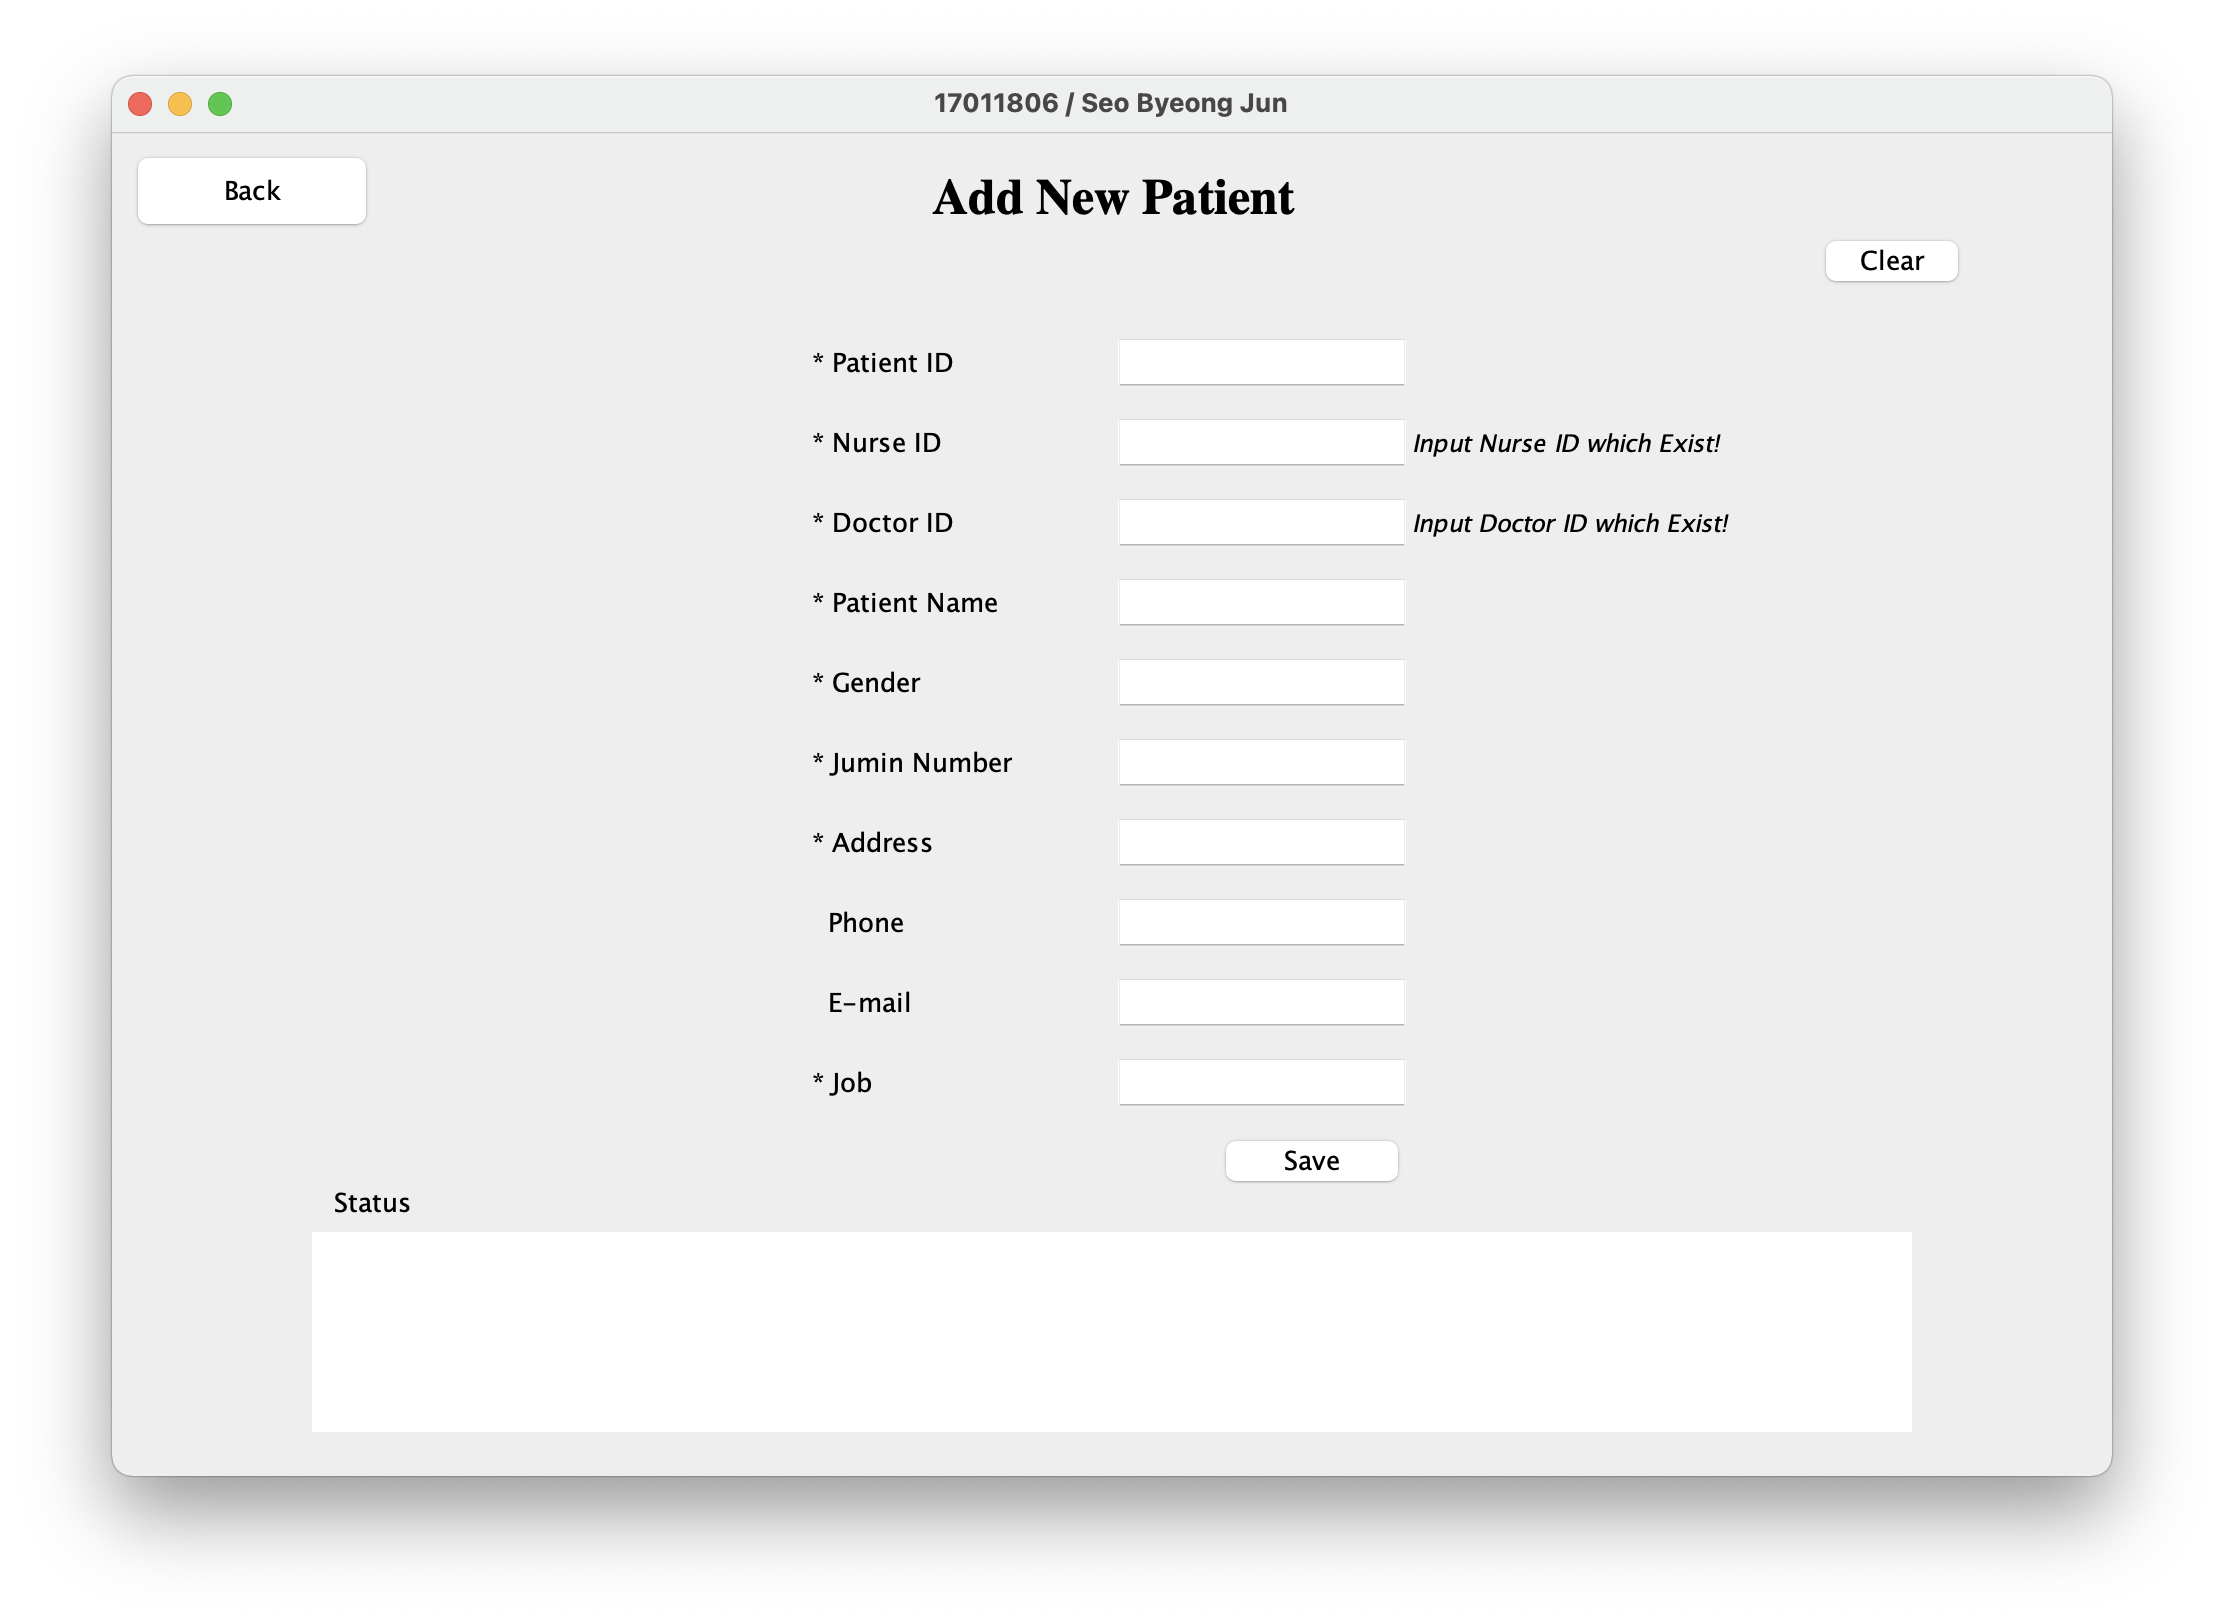 17011806 / Seo Byeong Jun
Back
Add New Patient
Clear
* Patient ID
* Nurse ID
Input Nurse ID which Exist!
* Doctor ID
Input Doctor ID which Exist!
* Patient Name
* Gender
* Jumin Number
* Address
Phone
E-mail
* Job
Save
Status